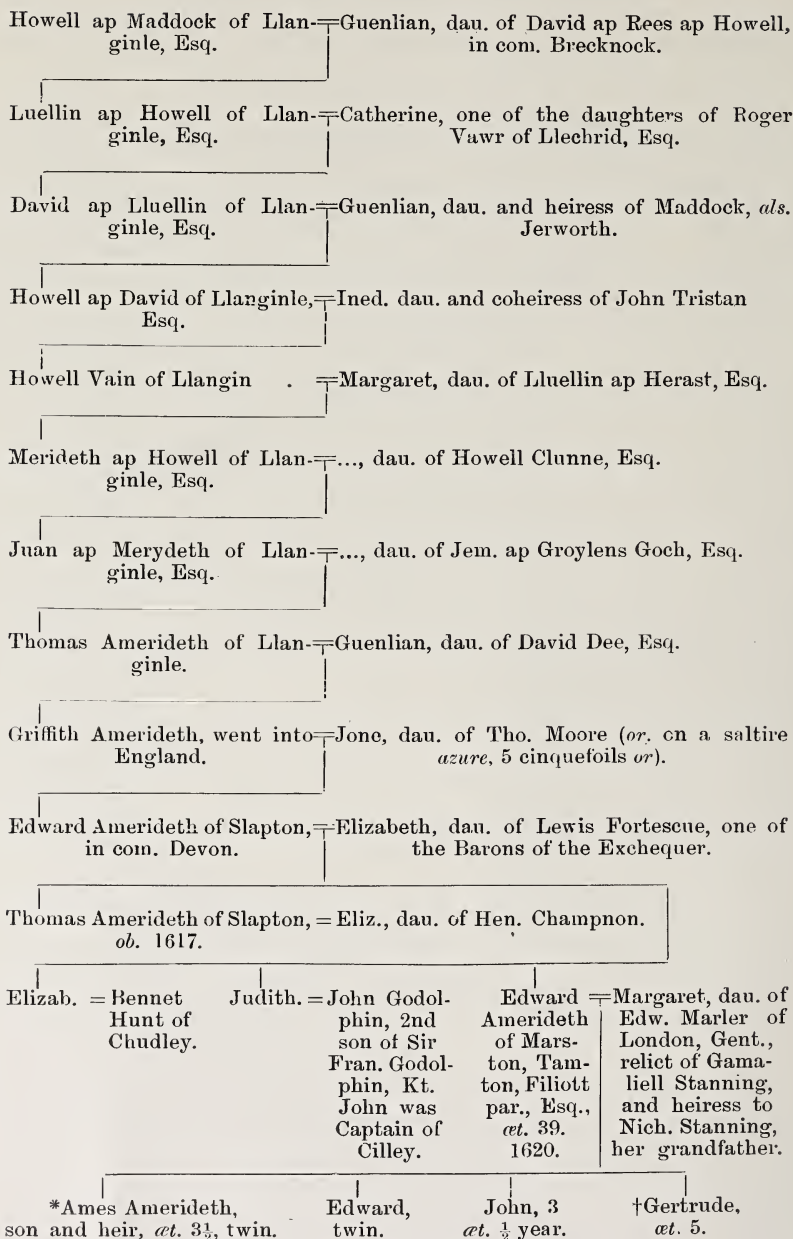 Howell ap Maddock of Llan-
ginle, Esq.
Guenlian, dau. of David ap Rees ap Howell,
in com. Brecknock.
Luellin ap Howell of Llan-
ginle, Esq.
Catherine, one of the daughters of Roger
Vawr of Llechrid, Esq.
David ap Lluellin of Llan-
ginle, Esq.
Guenlian, dau. and heiress of Maddock, als.
Jerworth.
Howell ap David of Llanginle,
Esq.
Ined. dau. and coheiress of John Tristan
Howell Vain of Llangin .
Margaret, dau. of Lluellin ap Herast, Esq.
Merideth ap Howell of Llan-
ginle, Esq.
..., dau. of Howell Clunne, Esq.
Juan ap Merydeth of Llan-
ginle, Esq.
..., dau. of Jem. ap Groylens Goch, Esq.
Thomas Amerideth of Llan-
ginle.
Guenlian, dau. of David Dee, Esq.
Griffith Amerideth, went into
England.
Jone, dau. of Tho. Moore (or. on a saltire
azure, 5 cinquefoils or).
Edward Amerideth of Slapton,
in com. Devon.
Elizabeth, dau. of Lewis Fortescue, one of
the Barons of the Exchequer.
Thomas Amerideth of Slapton, = Eliz., dau. of Hen. Champnon.
ob. 1617.
Elizab. = Bennet
Hunt of
Chudley.
Judith. = John Godol-
phin, 2nd
son of Sir
Fran. Godol-
phin, Kt.
John was
Captain of
Cilley.
Edward
Amerideth
of Mars-
ton, Tam-
ton, Filiott
par., Esq.,
æt. 39.
1620.
Margaret, dau. of
Edw. Marler of
London, Gent.,
relict of Gama-
liell Stanning,
and heiress to
Nich. Stanning,
her grandfather.
*Ames Amerideth,
son and heir, æt. 3½, twin.
Edward,
twin.
John, 3
æt. ½ year.
†Gertrude,
æt. 5.